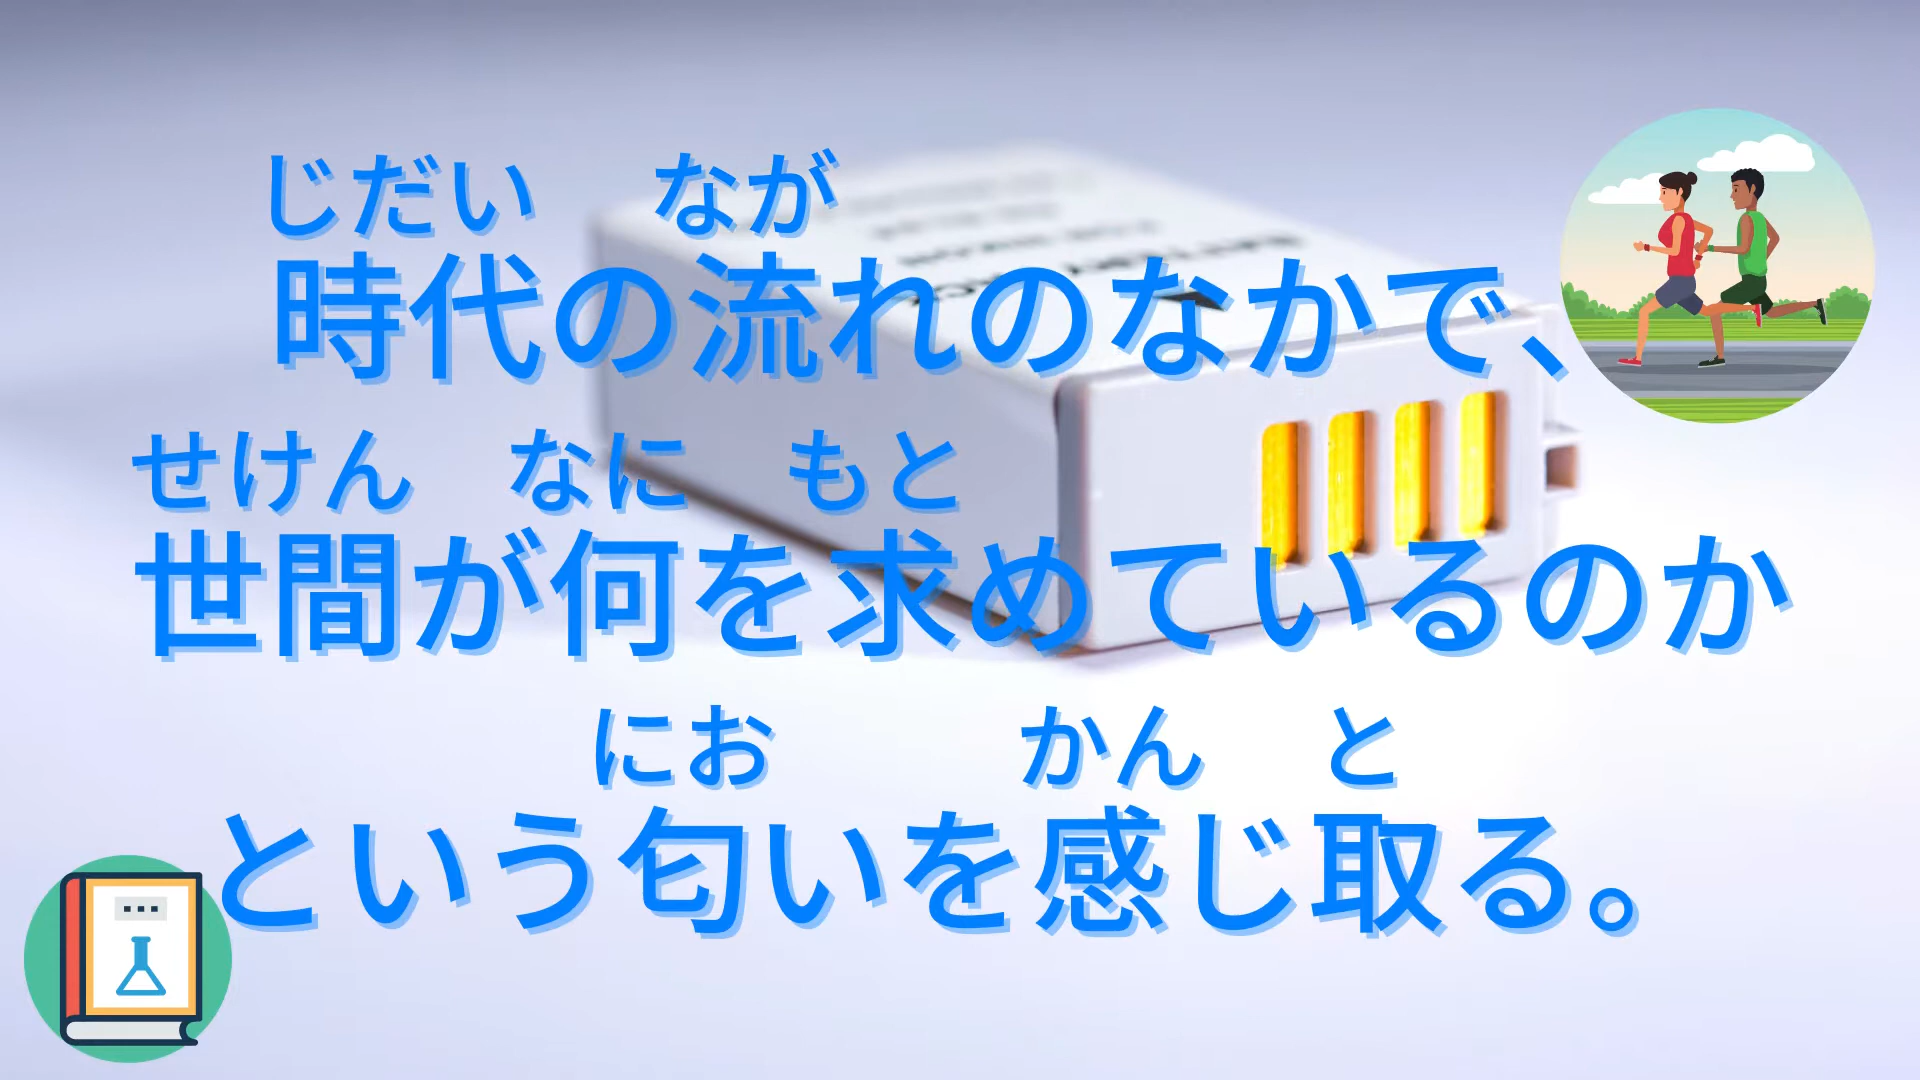 じだい なが
時代の流れのなかで、
せけん なに もと
世間が何を求めているのか
にお かん と
という匂いを感じ取る。